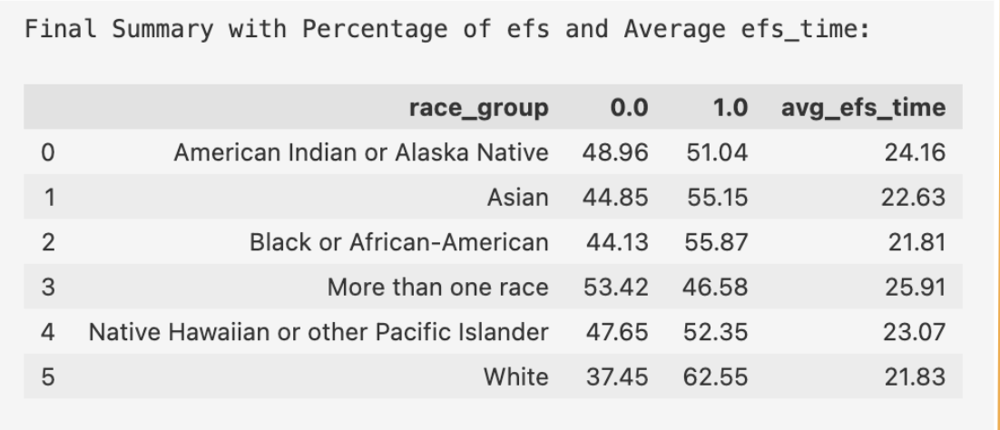 Final Summary with Percentage of efs and Average efs_time:
race_group 0.0 1.0 avg_efs_time
0 American Indian or Alaska Native 48.96 51.04 24.16
1 Asian 44.85 55.15 22.63
2 Black or African-American 44.13 55.87 21.81
3 More than one race 53.42 46.58 25.91
4 Native Hawaiian or other Pacific Islander 47.65 52.35 23.07
5 White 37.45 62.55 21.83